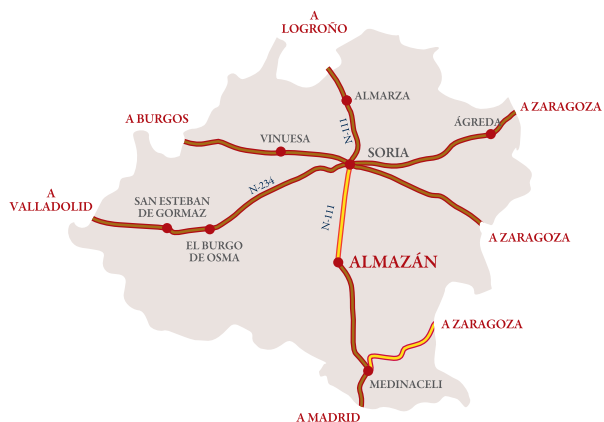 A
LOGROÑO
ALMARZA
A ZARAGOZA
N-111
ÁGREDA
A BURGOS
VINUESA
SORIA
N-234
A
VALLADOLID
SAN ESTEBAN
DE GORMAZ
N-111
A ZARAGOZA
EL BURGO
DE OSMA
ALMAZÁN
A ZARAGOZA
MEDINACELI
A MADRID